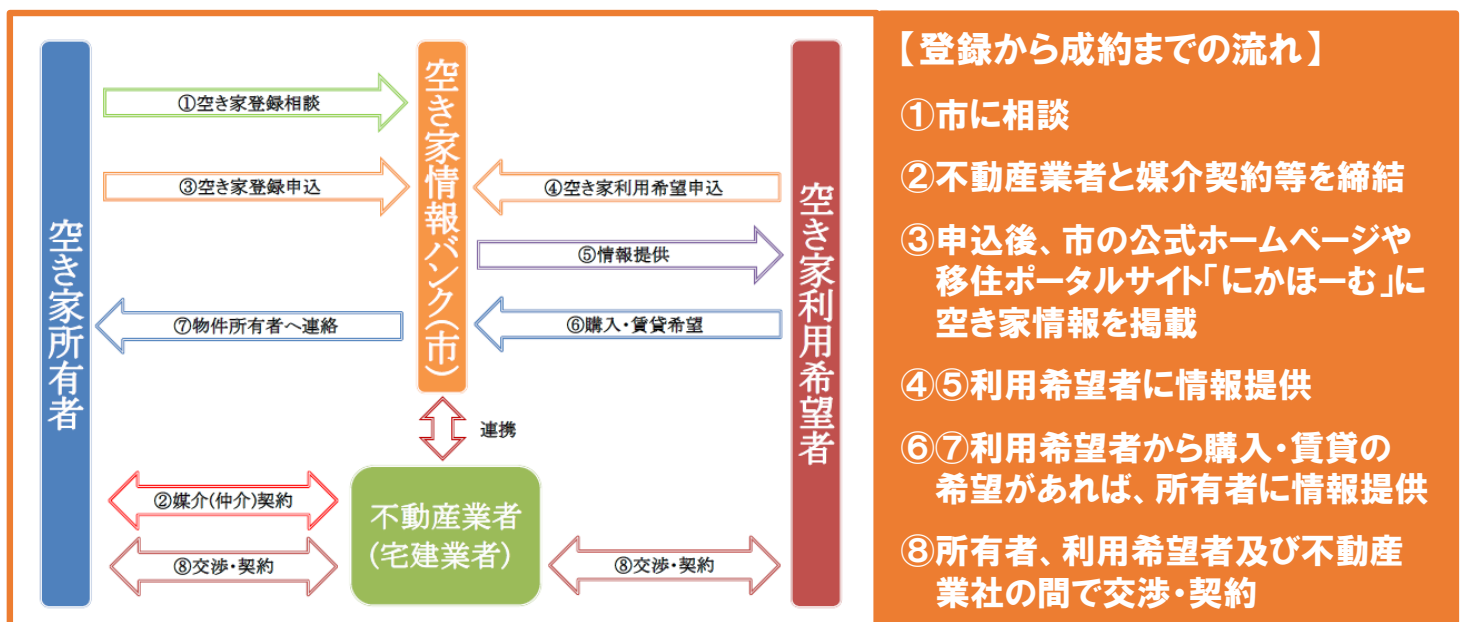 空き家所有者
空き家情報バンク(市)
空き家利用希望者
①空き家登録相談
③空き家登録申込
④空き家利用希望申込
⑤情報提供
⑦物件所有者へ連絡
⑥購入・賃貸希望
連携
②媒介(仲介)契約
不動産業者
(宅建業者)
⑧交渉・契約
⑧交渉・契約
【登録から成約までの流れ】
①市に相談
②不動産業者と媒介契約等を締結
③申込後、市の公式ホームページや
移住ポータルサイト「にかほーむ」に
空き家情報を掲載
④⑤利用希望者に情報提供
⑥⑦利用希望者から購入・賃貸の
希望があれば、所有者に情報提供
⑧所有者、利用希望者及び不動産
業社の間で交渉・契約